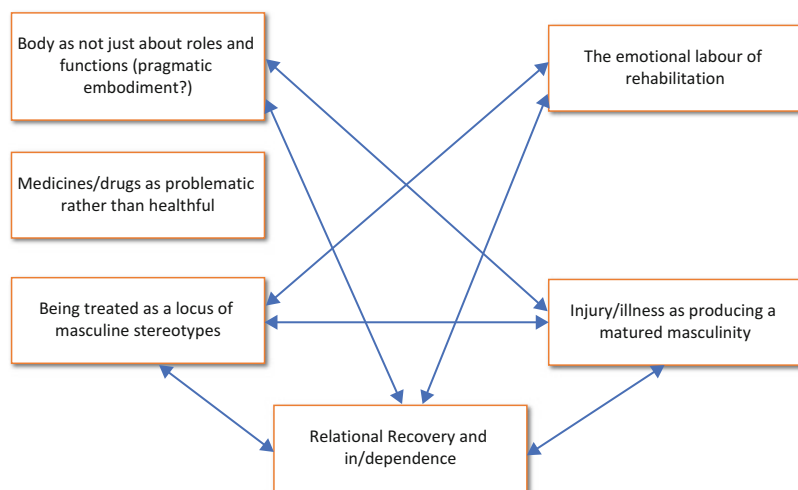 Body as not just about roles and
functions (pragmatic
embodiment?)
The emotional labour of
rehabilitation
Medicines/drugs as problematic
rather than healthful
Being treated as a locus of
masculine stereotypes
Injury/illness as producing a
matured masculinity
Relational Recovery and
in/dependence